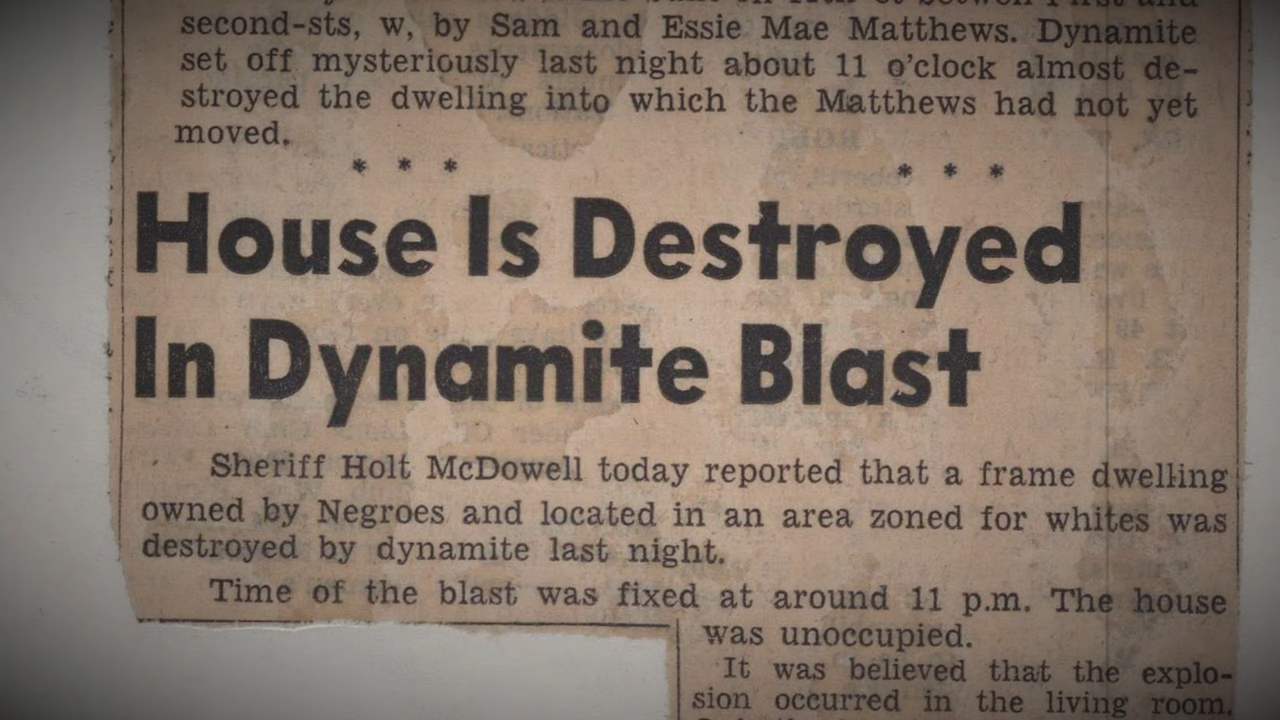 second-sts, w, by Sam and Essie Mae Matthews. Dynamite
set off mysteriously last night about 11 o'clock almost de-
stroyed the dwelling into which the Matthews had not yet
moved.
* * * * * *
House Is Destroyed
In Dynamite Blast
Sheriff Holt McDowell today reported that a frame dwelling
owned by Negroes and located in an area zoned for whites was
destroyed by dynamite last night.
Time of the blast was fixed at around 11 p.m. The house
was unoccupied.
It was believed that the explo-
sion occurred in the living room.